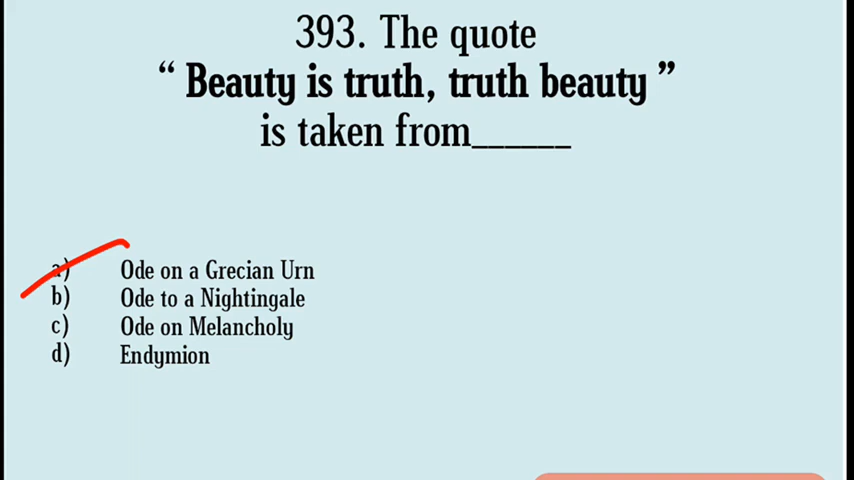 393. The quote
“ Beauty is truth, truth beauty ”
is taken from______
a) Ode on a Grecian Urn
b) Ode to a Nightingale
c) Ode on Melancholy
d) Endymion